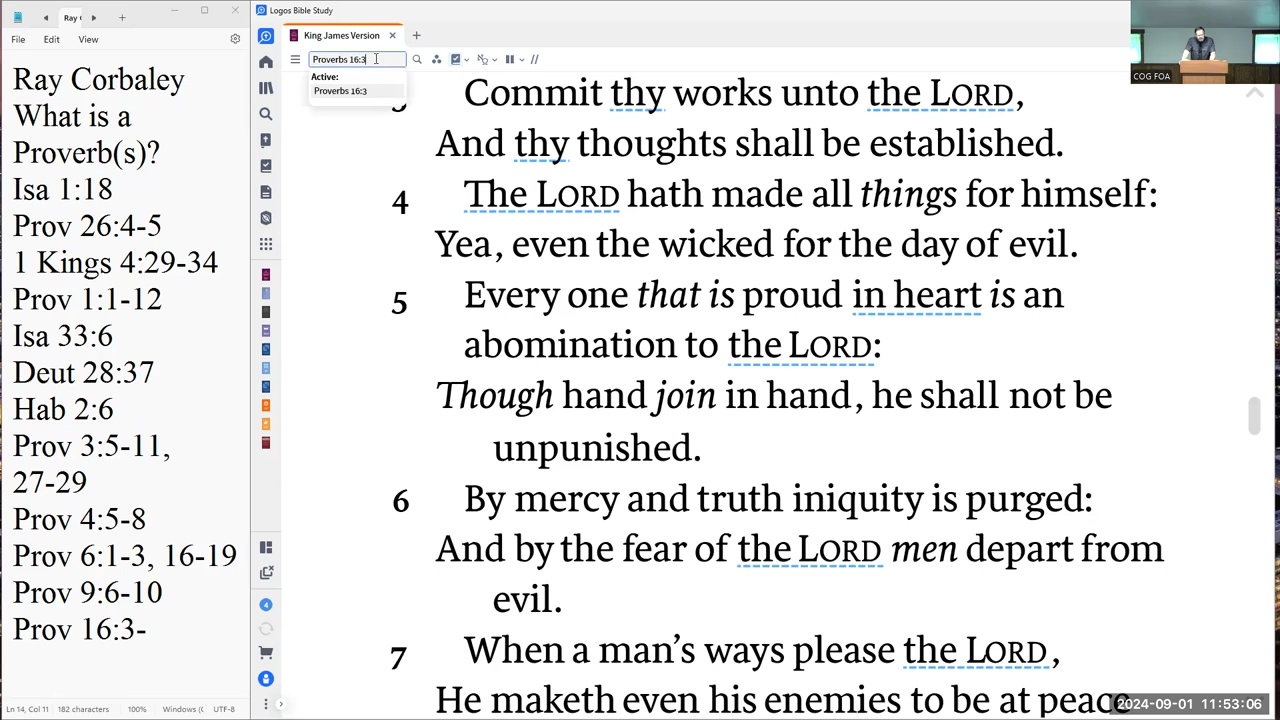 Ray C
File Edit View
Ray Corbaley
What is a
Proverb(s)?
Isa 1:18
Prov 26:4-5
1 Kings 4:29-34
Prov 1:1-12
Isa 33:6
Deut 28:37
Hab 2:6
Prov 3:5-11,
27-29
Prov 4:5-8
Prov 6:1-3, 16-19
Prov 9:6-10
Prov 16:3-
Ln 14, Col 11 182 characters 100% Windows (C UTF-8
Logos Bible Study
King James Version
Proverbs 16:3
Active:
Proverbs 16:3
4
Commit thy works unto the LORD,
And thy thoughts shall be established.
4 The LORD hath made all things for himself:
Yea, even the wicked for the day of evil.
5 Every one that is proud in heart is an
abomination to the LORD:
Though hand join in hand, he shall not be
unpunished.
6 By mercy and truth iniquity is purged:
And by the fear of the LORD men depart from
evil.
7 When a man's ways please the LORD,
He maketh even his enemies to be at peace
COG FOA
2024-09-01 11:53:06